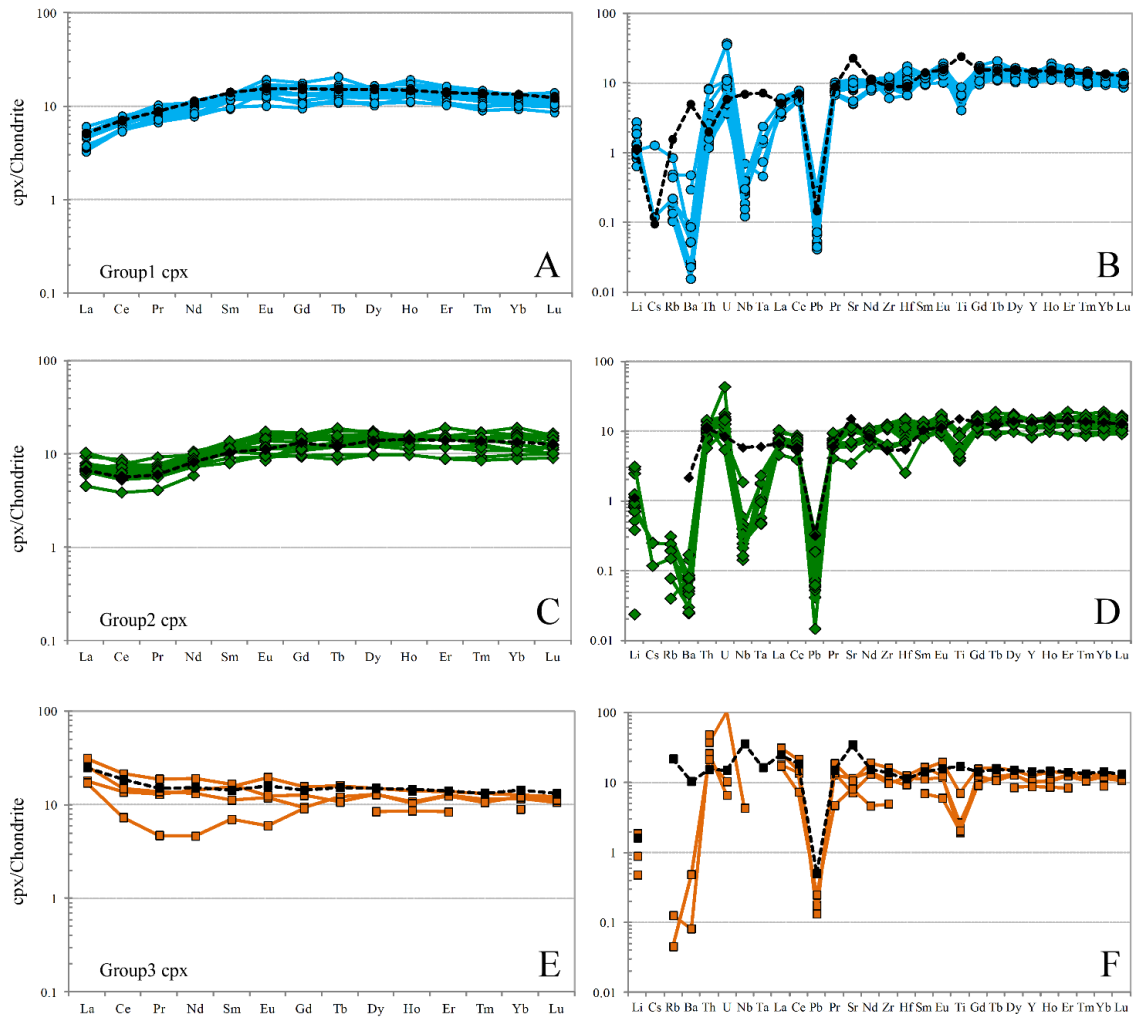 100
10
1
0.1
cpx/Chondrite
Group1 cpx
A
La Ce Pr Nd Sm Eu Gd Tb Dy Ho Er Tm Yb Lu
100
10
1
0.1
0.01
B
Li Cs Rb Ba Th U Nb Ta La Ce Pb Pr Sr Nd Zr Hf Sm Eu Ti Gd Tb Dy Y Ho Er Tm Yb Lu
100
10
1
0.1
cpx/Chondrite
Group2 cpx
C
La Ce Pr Nd Sm Eu Gd Tb Dy Ho Er Tm Yb Lu
100
10
1
0.1
0.01
D
Li Cs Rb Ba Th U Nb Ta La Ce Pb Pr Sr Nd Zr Hf Sm Eu Ti Gd Tb Dy Y Ho Er Tm Yb Lu
100
10
1
0.1
cpx/Chondrite
Group3 cpx
E
La Ce Pr Nd Sm Eu Gd Tb Dy Ho Er Tm Yb Lu
100
10
1
0.1
0.01
F
Li Cs Rb Ba Th U Nb Ta La Ce Pb Pr Sr Nd Zr Hf Sm Eu Ti Gd Tb Dy Y Ho Er Tm Yb Lu